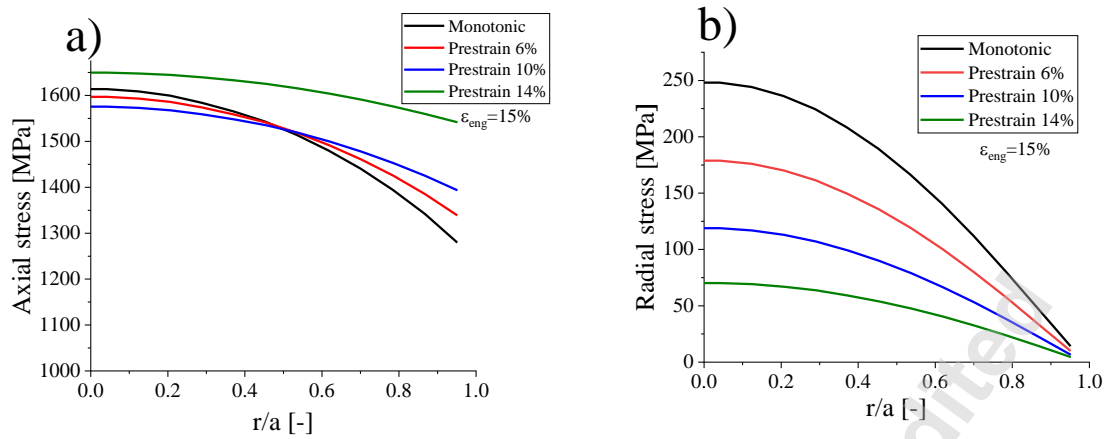 a)
Monotonic
Prestrain 6%
Prestrain 10%
Prestrain 14%
ε_eng=15%
1600
1500
1400
1300
1200
1100
1000
Axial stress [MPa]
0.0 0.2 0.4 0.6 0.8 1.0
r/a [-]
b)
Monotonic
Prestrain 6%
Prestrain 10%
Prestrain 14%
ε_eng=15%
250
200
150
100
50
0
Radial stress [MPa]
0.0 0.2 0.4 0.6 0.8 1.0
r/a [-]
dited